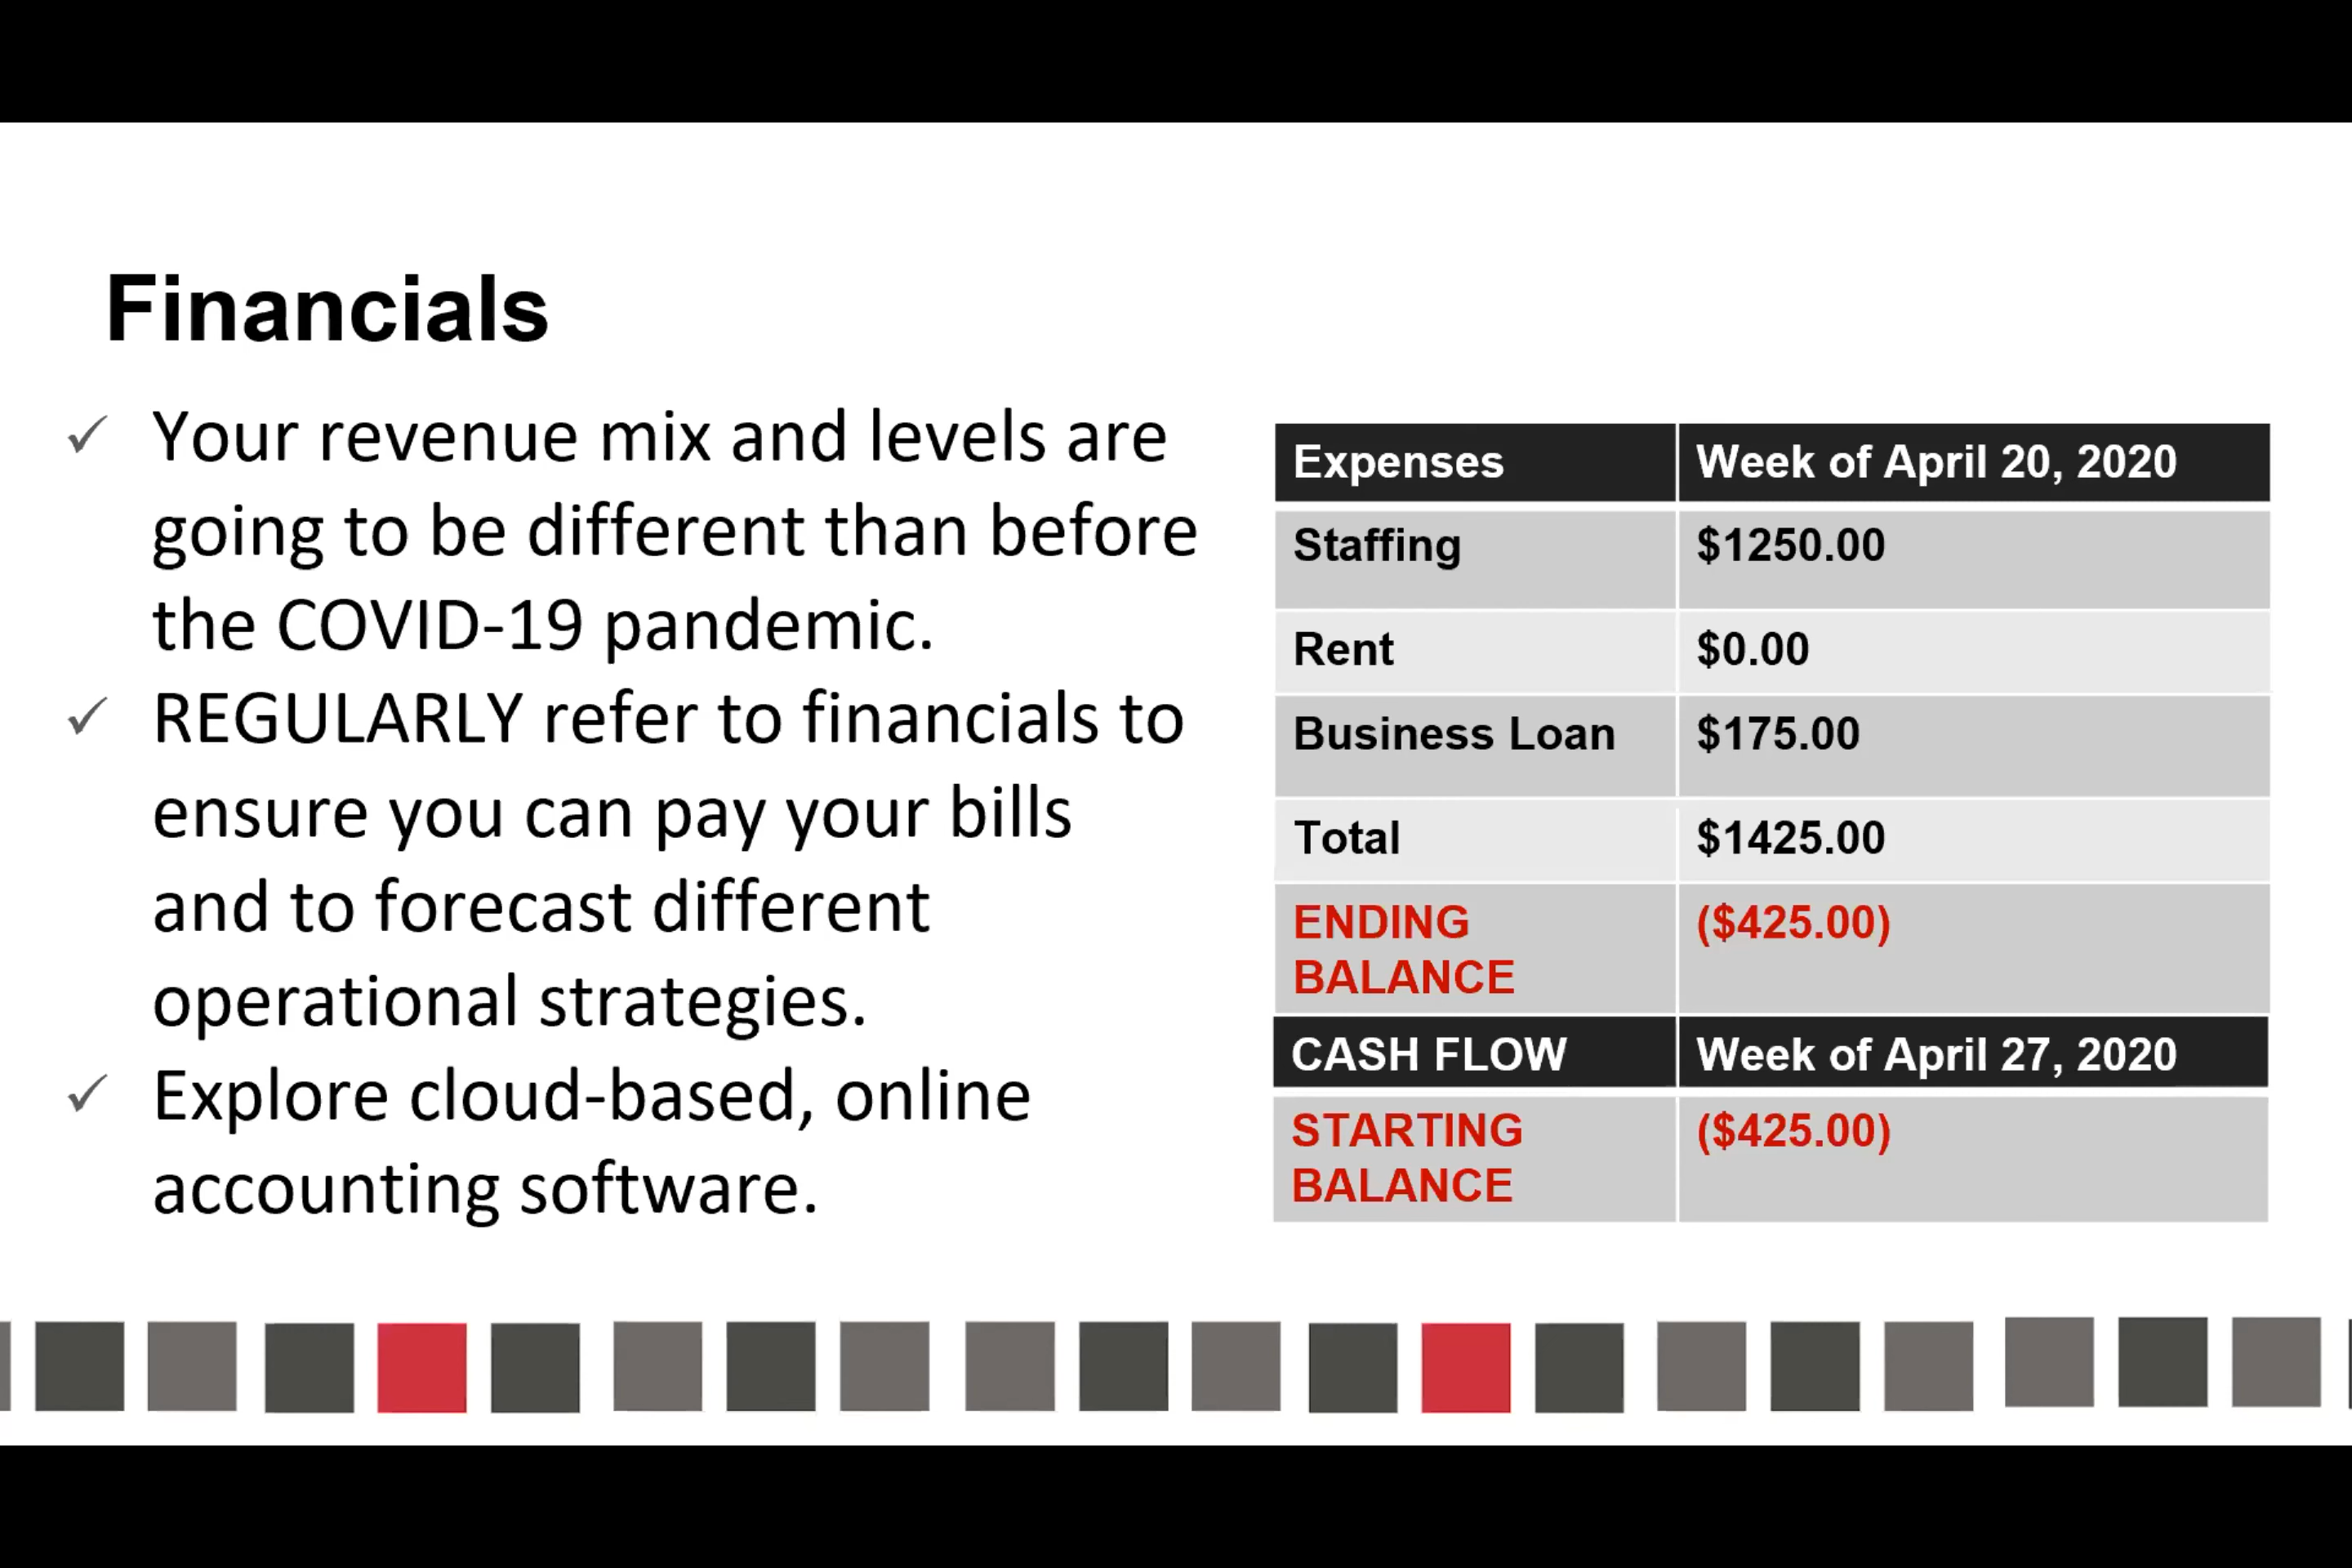 Financials
✓ Your revenue mix and levels are
going to be different than before
the COVID-19 pandemic.
✓ REGULARLY refer to financials to
ensure you can pay your bills
and to forecast different
operational strategies.
✓ Explore cloud-based, online
accounting software.
Expenses Week of April 20, 2020
Staffing $1250.00
Rent $0.00
Business Loan $175.00
Total $1425.00
ENDING ($425.00)
BALANCE
CASH FLOW Week of April 27, 2020
STARTING ($425.00)
BALANCE